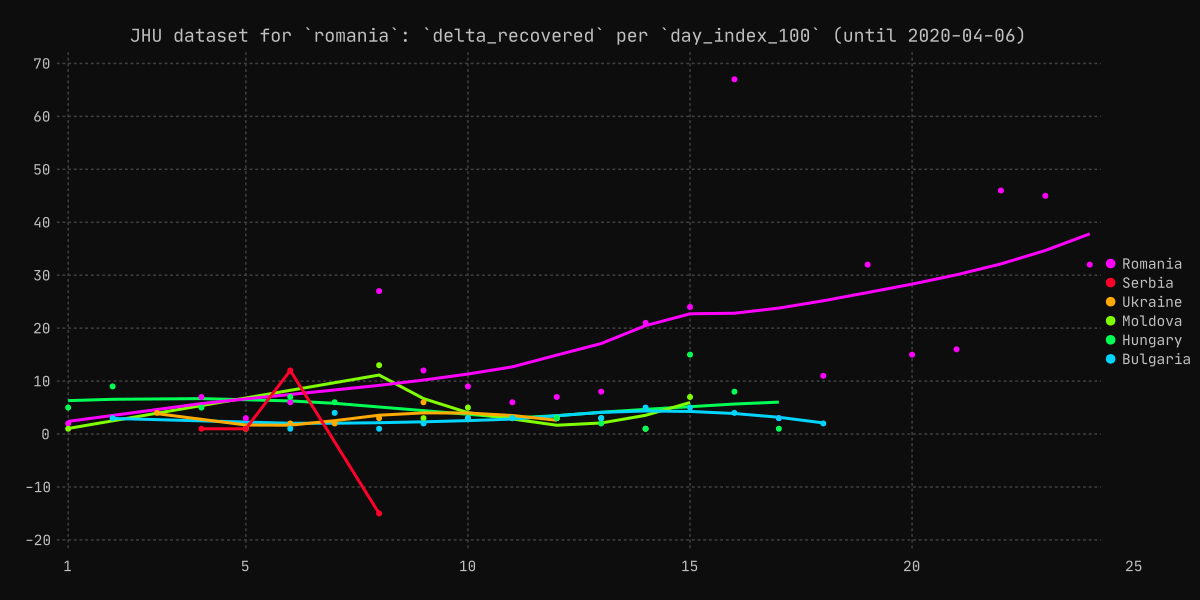 JHU dataset for `romania`: `delta_recovered` per `day_index_100` (until 2020-04-06)
70
60
50
40
30
20
10
0
−10
−20
1 5 10 15 20 25
Romania
Serbia
Ukraine
Moldova
Hungary
Bulgaria